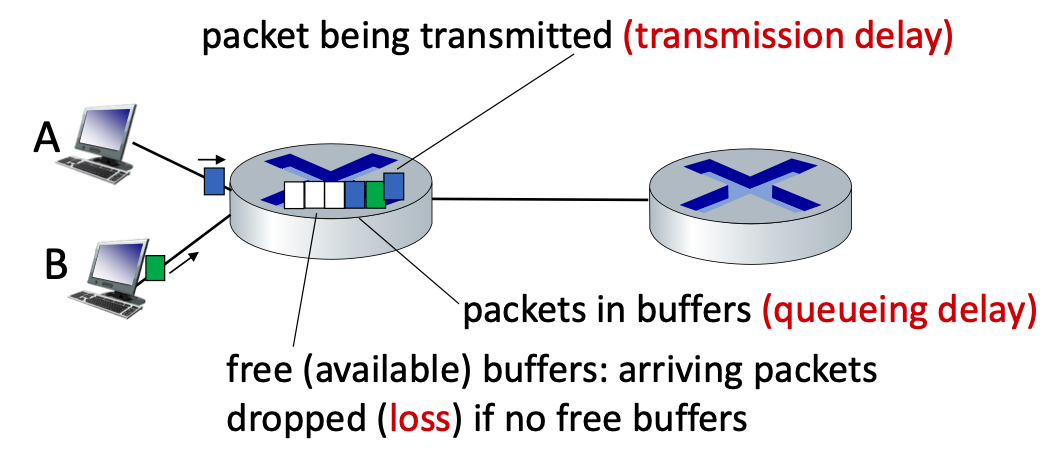 packet being transmitted (transmission delay)
A
B
packets in buffers (queueing delay)
free (available) buffers: arriving packets
dropped (loss) if no free buffers